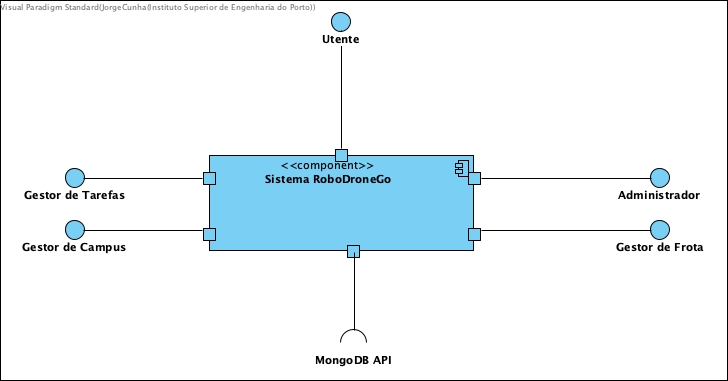 Visual Paradigm Standard(JorgeCunha(Instituto Superior de Engenharia do Porto))
Utente
<<component>>
Sistema RoboDroneGo
Gestor de Tarefas
Administrador
Gestor de Campus
Gestor de Frota
MongoDB API